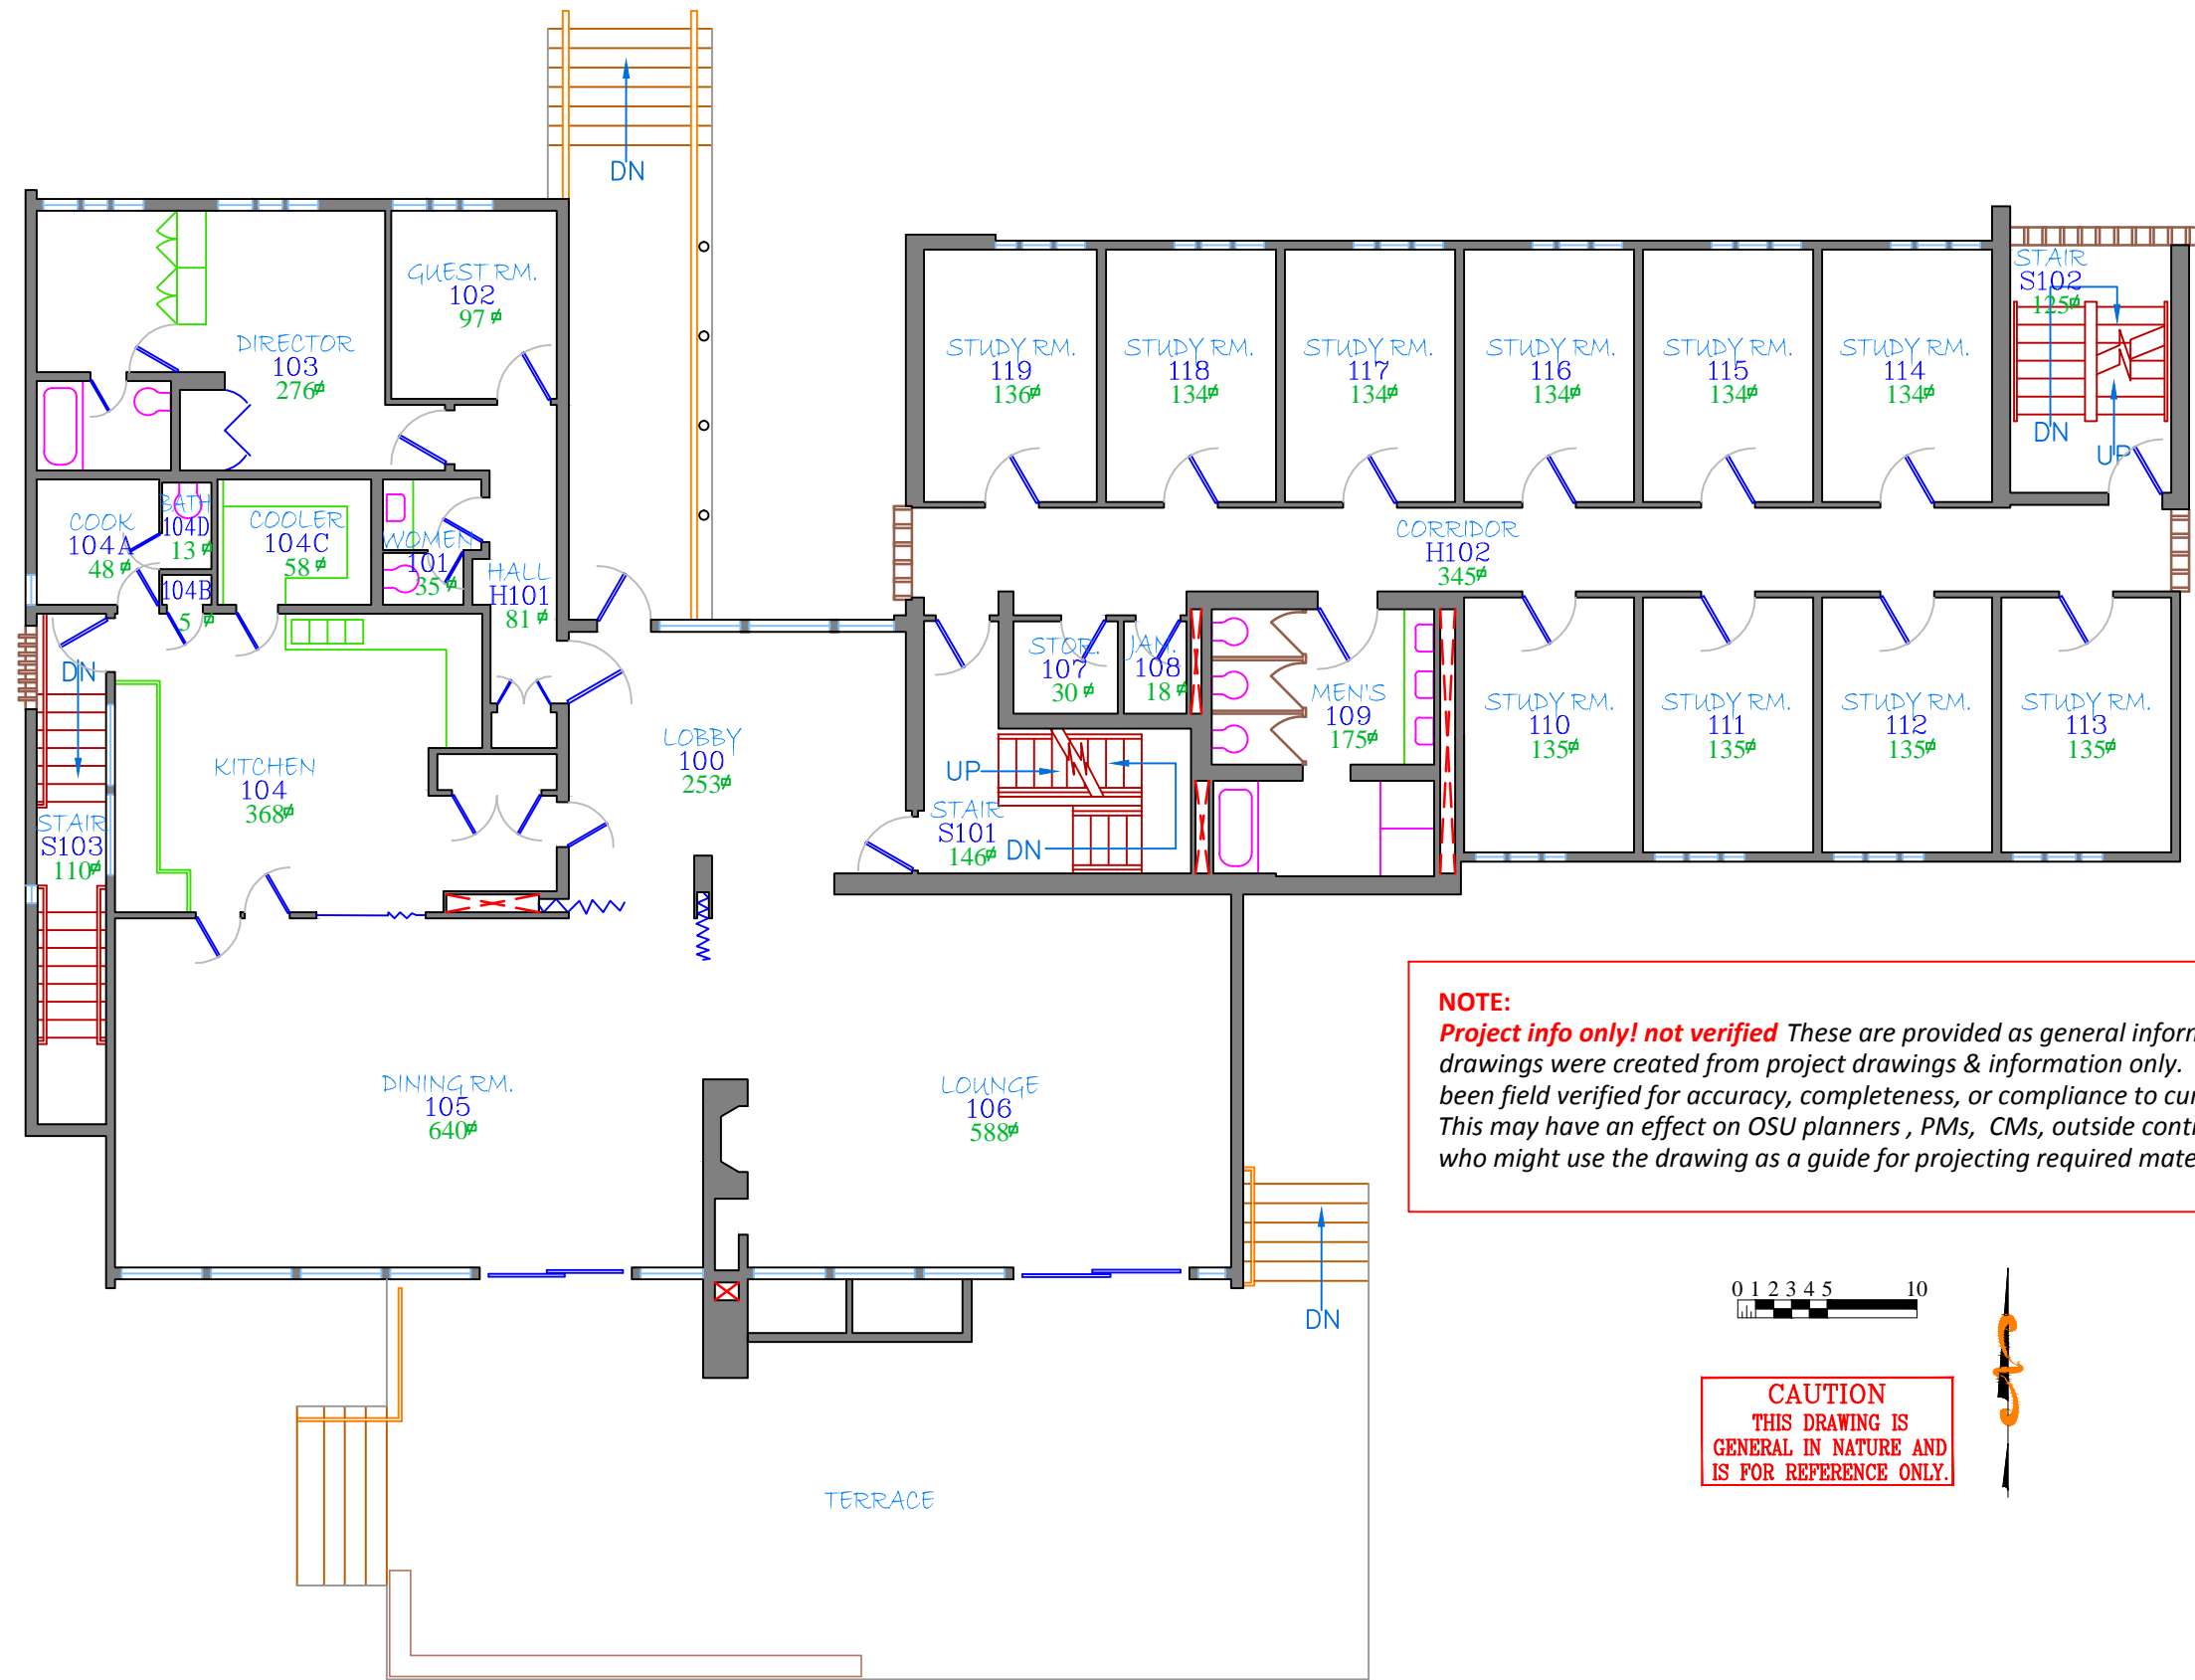 DN
GUEST RM.
102
97
DIRECTOR
103
276
STUDY RM.
119
136
STUDY RM.
118
134
STUDY RM.
117
134
STUDY RM.
116
134
STUDY RM.
115
134
STUDY RM.
114
134
STAIR
S102
125
DN
UP
COOK
104A
48
BATH
104D
13
104B
5
COOLER
104C
58
WOMEN
101
35
HALL
H101
81
CORRIDOR
H102
345
DN
STOR.
107
30
JAN.
108
18
MEN'S
109
175
STUDY RM.
110
135
STUDY RM.
111
135
STUDY RM.
112
135
STUDY RM.
113
135
KITCHEN
104
368
LOBBY
100
253
STAIR
S103
110
UP
STAIR
S101
146
DN
DINING RM.
105
640
LOUNGE
106
588
NOTE:
Project info only! not verified These are provided as general
drawings were created from project drawings & information only.
been field verified for accuracy, completeness, or compliance to
This may have an effect on OSU planners , PMs, CMs, outside
who might use the drawing as a guide for projecting required
DN
0 1 2 3 4 5 10
CAUTION
THIS DRAWING IS
GENERAL IN NATURE AND
IS FOR REFERENCE ONLY.
TERRACE